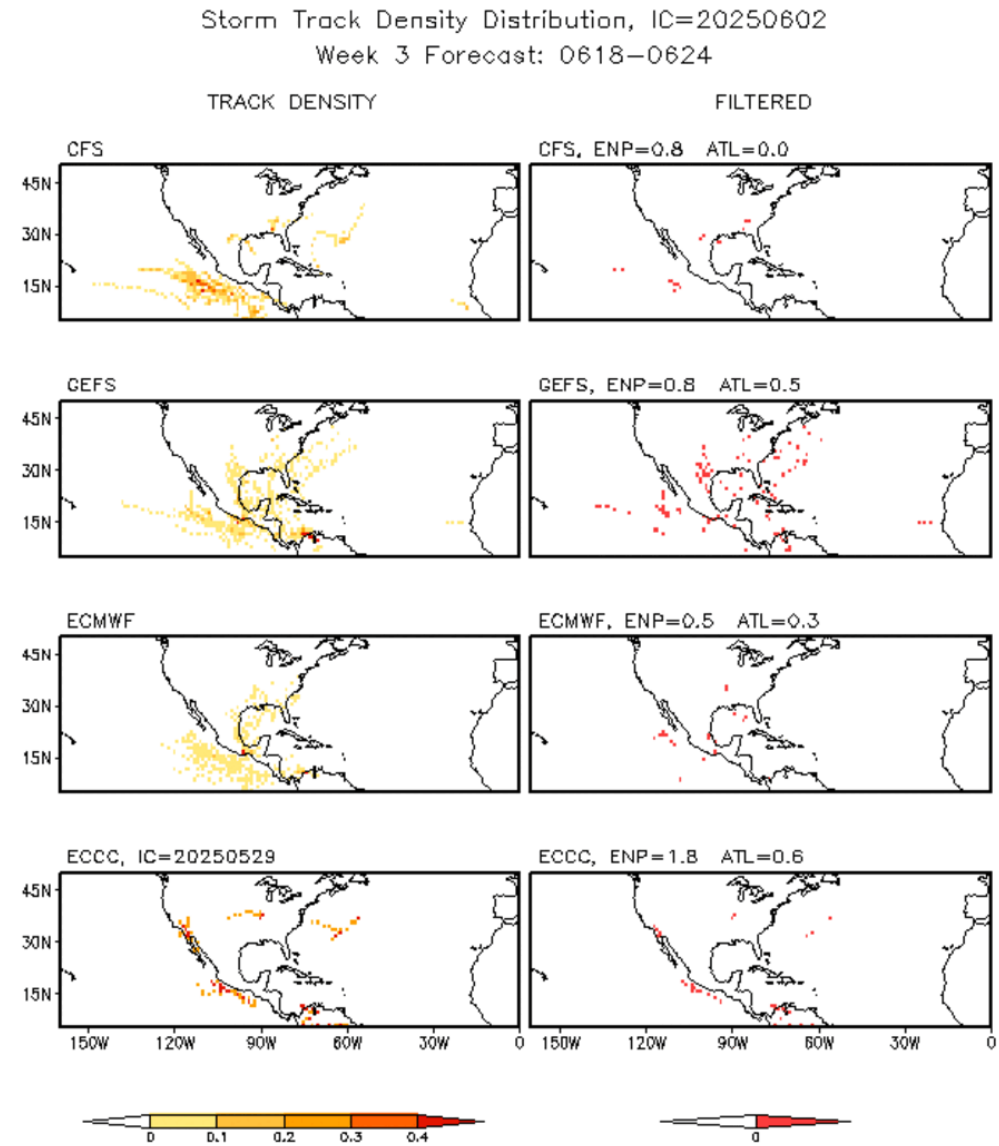 Storm Track Density Distribution, IC=20250602
Week 3 Forecast: 0618–0624
TRACK DENSITY
FILTERED
CFS
CFS, ENP=0.8 ATL=0.0
45N
30N
15N
GEFS
GEFS, ENP=0.8 ATL=0.5
45N
30N
15N
ECMWF
ECMWF, ENP=0.5 ATL=0.3
45N
30N
15N
ECCC, IC=20250529
ECCC, ENP=1.8 ATL=0.6
45N
30N
15N
150W 120W 90W 60W 30W 0
150W 120W 90W 60W 30W 0
0 0.1 0.2 0.3 0.4
0